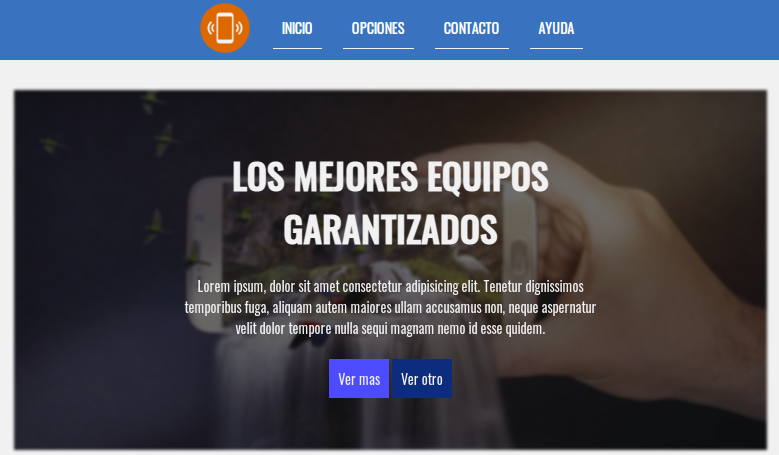 INICIO OPCIONES CONTACTO AYUDA
LOS MEJORES EQUIPOS
GARANTIZADOS
Lorem ipsum, dolor sit amet consectetur adipisicing elit. Tenetur dignissimos
temporibus fuga, aliquam autem maiores ullam accusamus non, neque aspernatur
velit dolor tempore nulla sequi magnam nemo id esse quidem.
Ver mas Ver otro